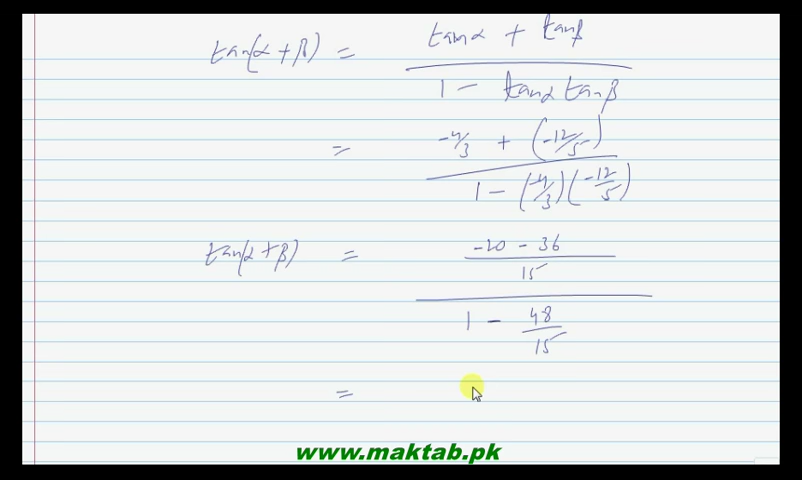 tan(α + β) = tanα + tanβ / 1 - tanα tanβ
= -4/3 + (-12/5) / 1 - (-4/3)(-12/5)
tan(α + β) = -20 - 36 / 15 / 1 - 48/15
=
www.maktab.pk